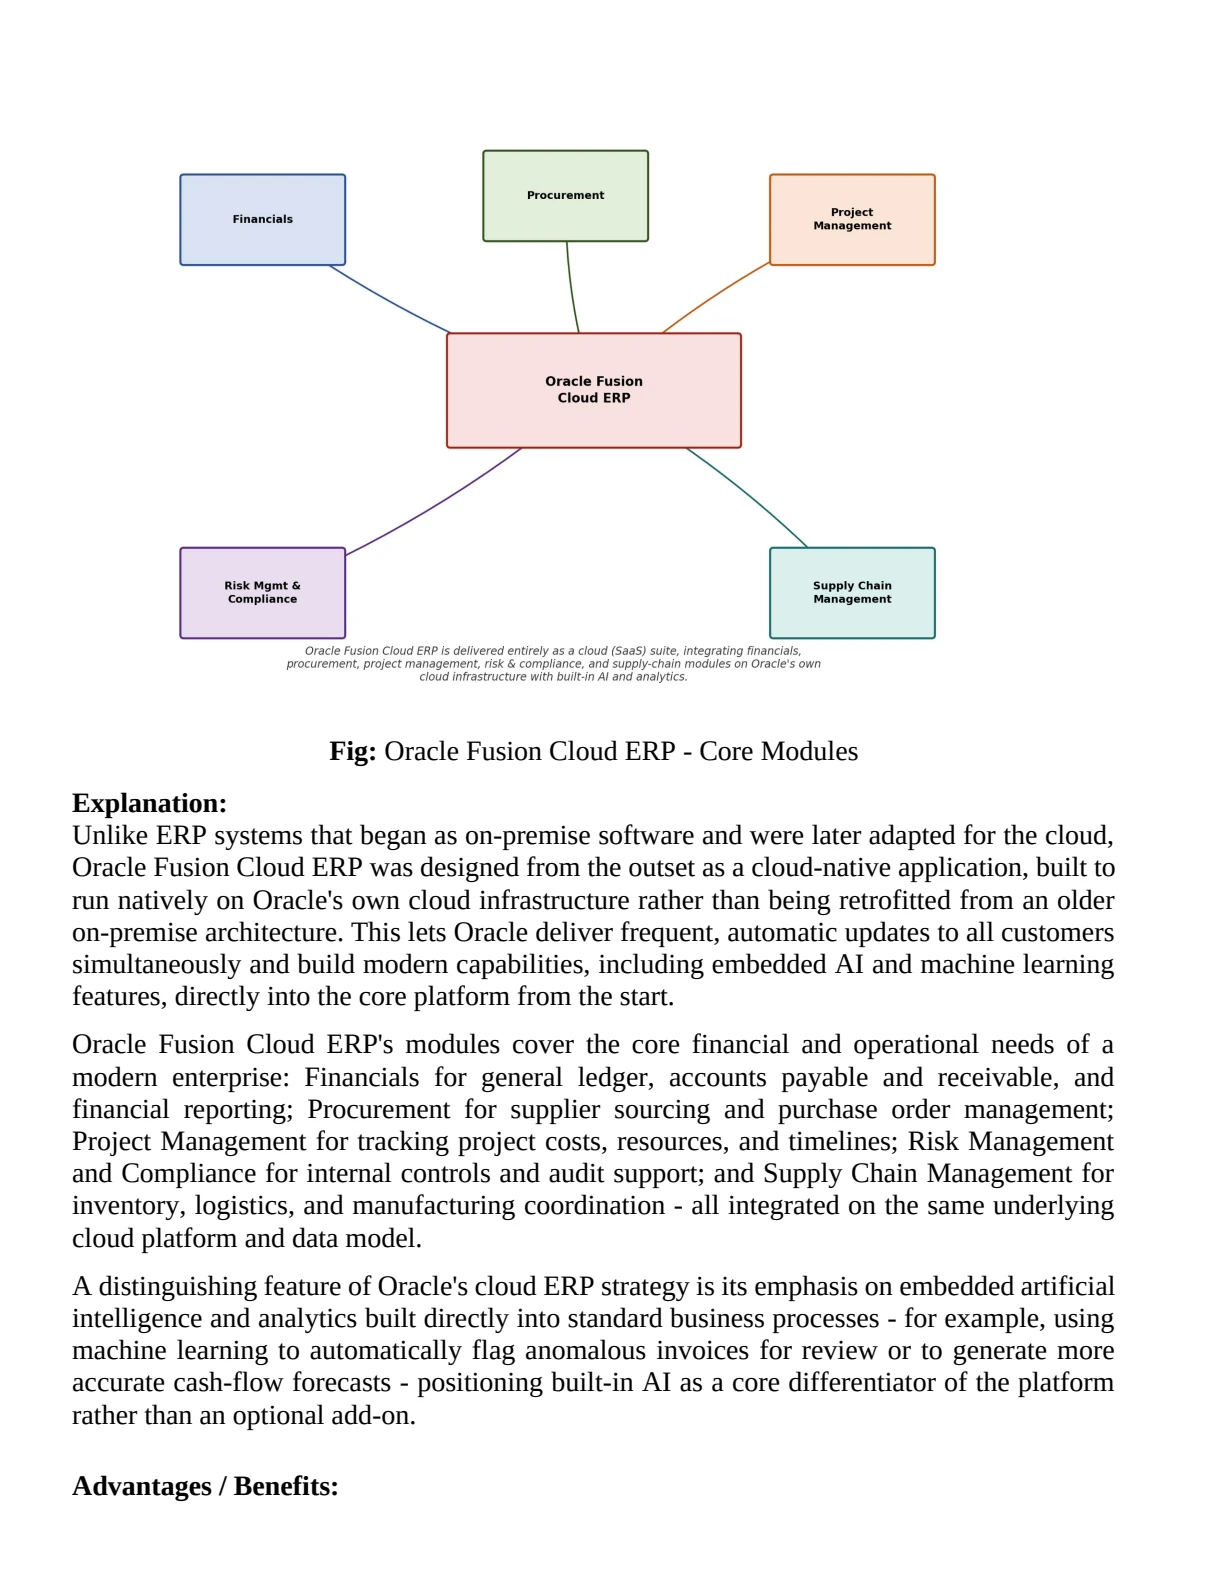 Procurement
Financials
Project
Management
Oracle Fusion
Cloud ERP
Risk Mgmt &
Compliance
Supply Chain
Management
Oracle Fusion Cloud ERP is delivered entirely as a cloud (SaaS) suite, integrating financials,
procurement, project management, risk & compliance, and supply-chain modules on Oracle's own
cloud infrastructure with built-in AI and analytics.
Fig: Oracle Fusion Cloud ERP - Core Modules
Explanation:
Unlike ERP systems that began as on-premise software and were later adapted for the cloud,
Oracle Fusion Cloud ERP was designed from the outset as a cloud-native application, built to
run natively on Oracle's own cloud infrastructure rather than being retrofitted from an older
on-premise architecture. This lets Oracle deliver frequent, automatic updates to all customers
simultaneously and build modern capabilities, including embedded AI and machine learning
features, directly into the core platform from the start.
Oracle Fusion Cloud ERP's modules cover the core financial and operational needs of a
modern enterprise: Financials for general ledger, accounts payable and receivable, and
financial reporting; Procurement for supplier sourcing and purchase order management;
Project Management for tracking project costs, resources, and timelines; Risk Management
and Compliance for internal controls and audit support; and Supply Chain Management for
inventory, logistics, and manufacturing coordination - all integrated on the same underlying
cloud platform and data model.
A distinguishing feature of Oracle's cloud ERP strategy is its emphasis on embedded artificial
intelligence and analytics built directly into standard business processes - for example, using
machine learning to automatically flag anomalous invoices for review or to generate more
accurate cash-flow forecasts - positioning built-in AI as a core differentiator of the platform
rather than an optional add-on.
Advantages / Benefits: